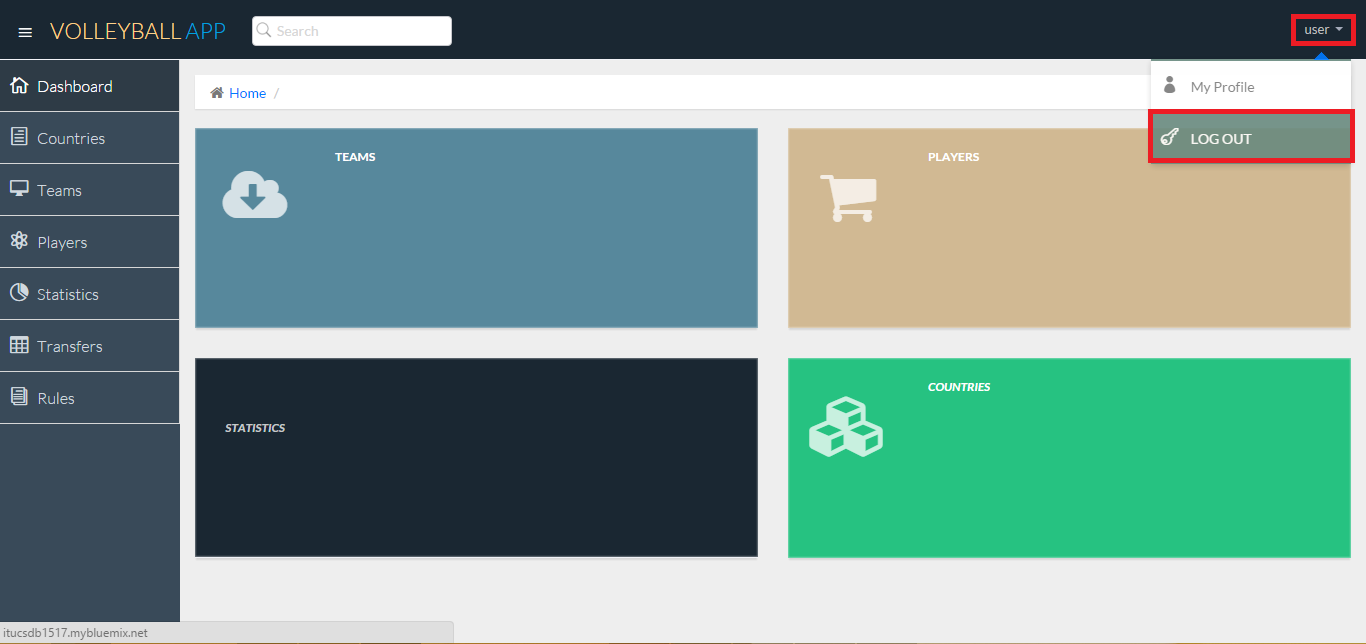 VOLLEYBALL APP
Search
user
Dashboard
Countries
Teams
Players
Statistics
Transfers
Rules
Home /
My Profile
LOG OUT
TEAMS
PLAYERS
STATISTICS
COUNTRIES
itucsdb1517.mybluemix.net